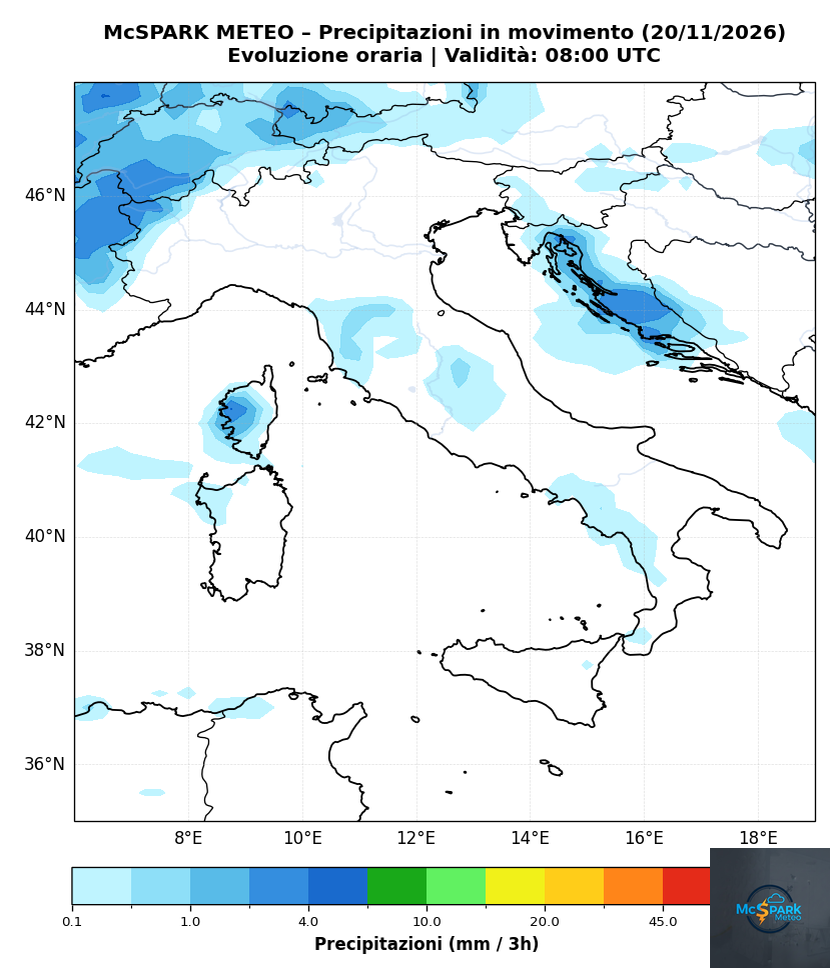 McSPARK METEO – Precipitazioni in movimento (20/11/2026)
Evoluzione oraria | Validità: 08:00 UTC
46°N
44°N
42°N
40°N
38°N
36°N
8°E 10°E 12°E 14°E 16°E 18°E
0.1 1.0 4.0 10.0 20.0 45.0
Precipitazioni (mm / 3h)
McSPARK
Meteo